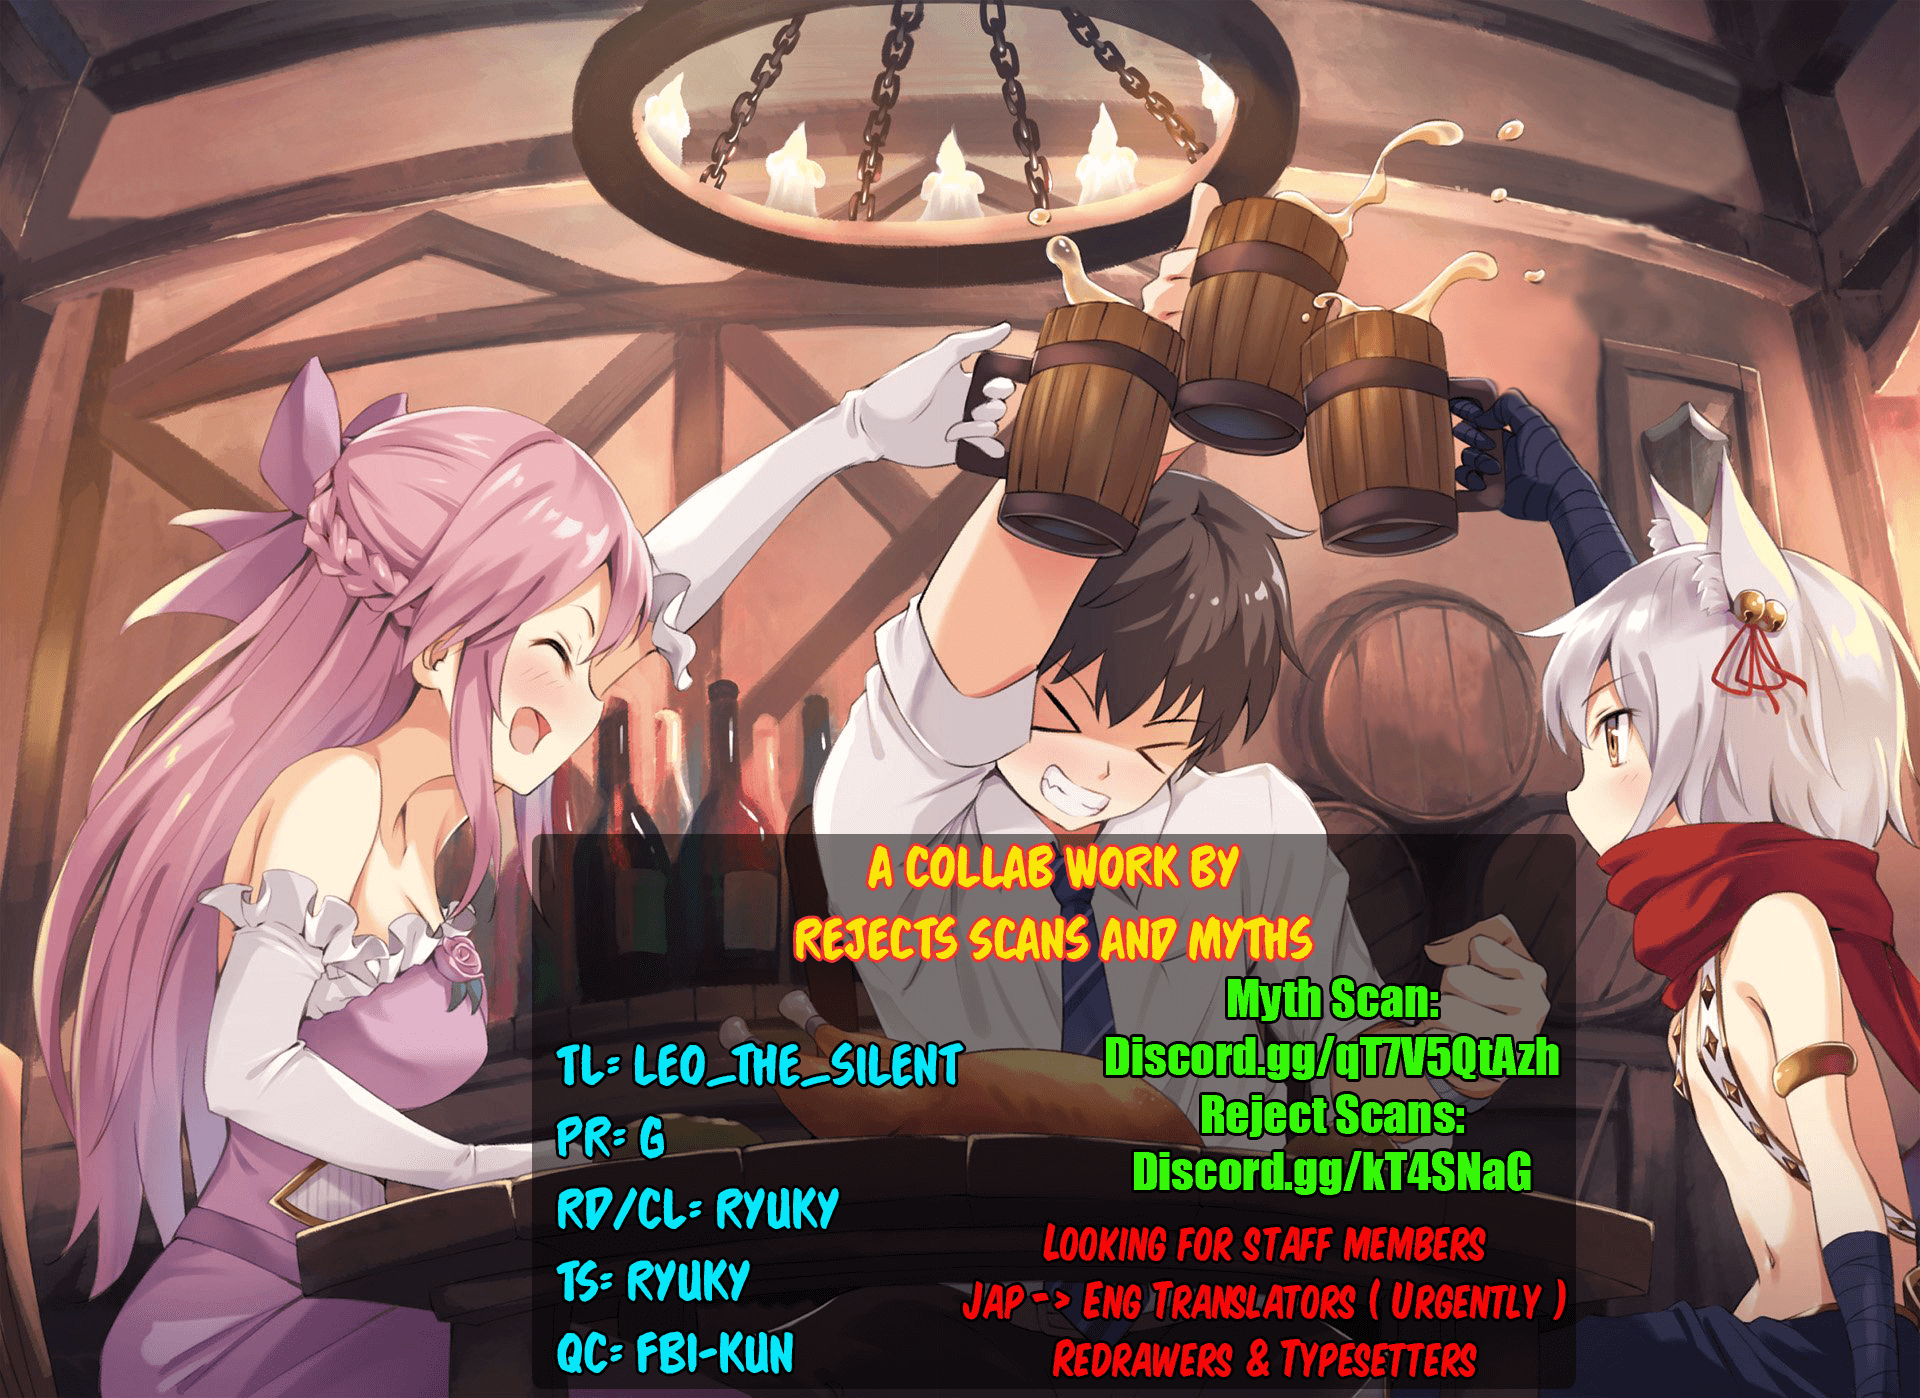 A COLLAB WORK BY
REJECTS SCANS AND MYTHS
Myth Scan:
Discord.gg/qT7V5QtAzh
Reject Scans:
Discord.gg/kT4SNaG
TL: LEO_THE_SILENT
PR: G
RD/CL: RYUKY
TS: RYUKY
QC: FBI-KUN
LOOKING FOR STAFF MEMBERS
JAP -> ENG TRANSLATORS ( URGENTLY )
REDRAWERS & TYPESETTERS